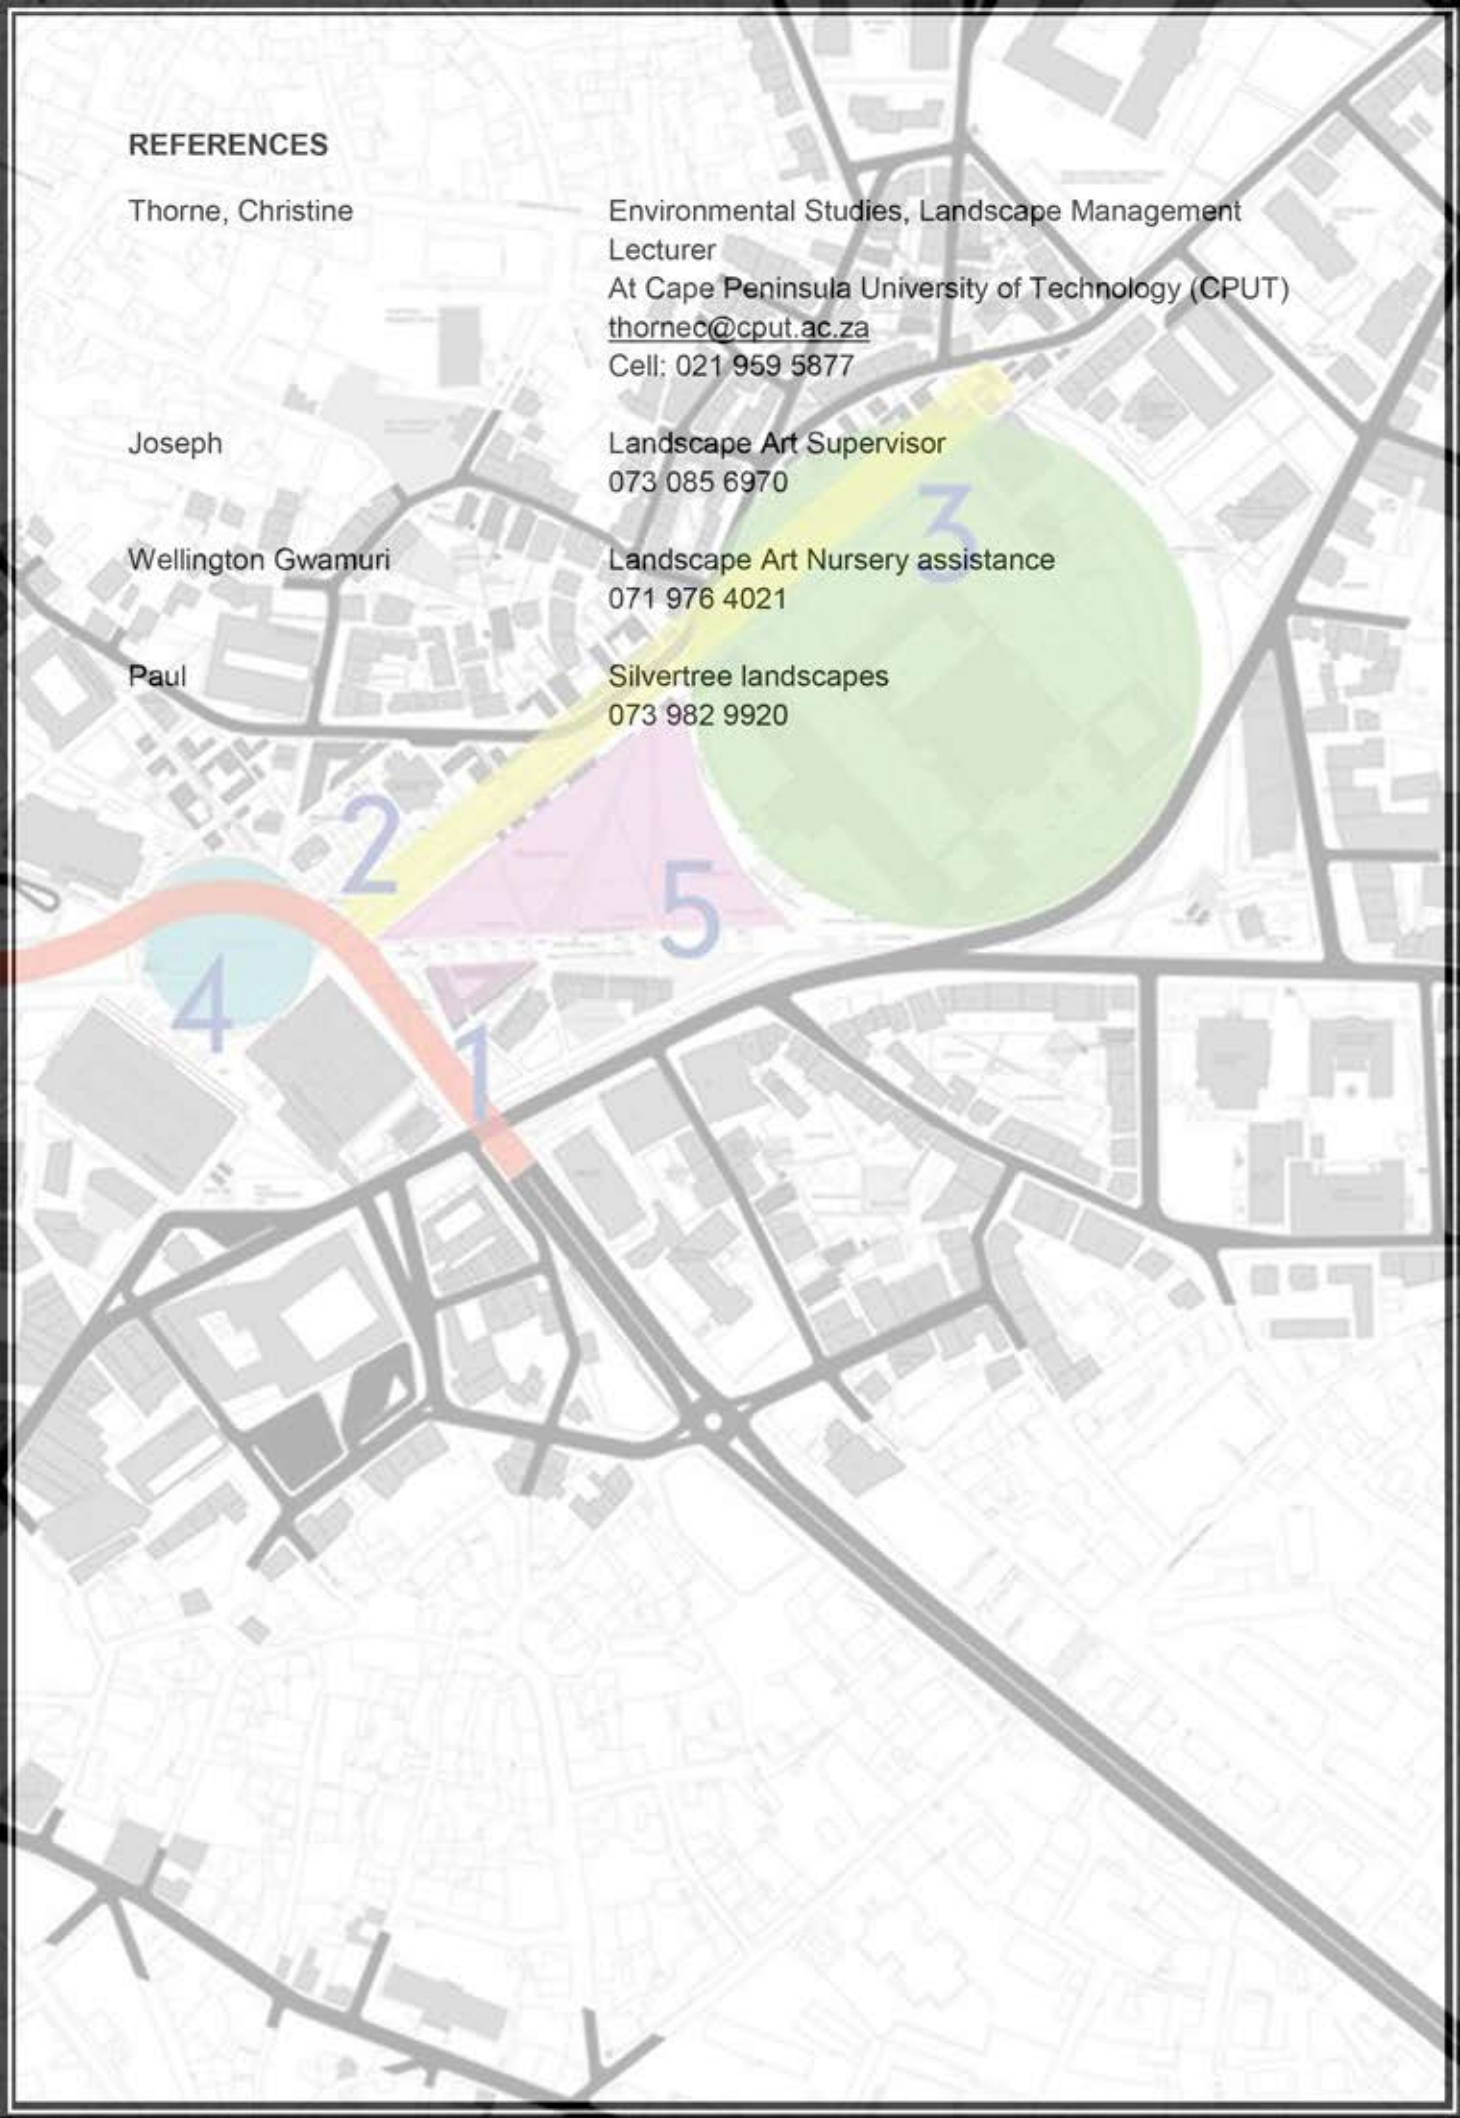 REFERENCES
Thorne, Christine
Environmental Studies, Landscape Management
Lecturer
At Cape Peninsula University of Technology (CPUT)
thornec@cput.ac.za
Cell: 021 959 5877
Joseph
Landscape Art Supervisor
073 085 6970
Wellington Gwamuri
Landscape Art Nursery assistance
071 976 4021
Paul
Silvertree landscapes
073 982 9920
3
2
5
4
1